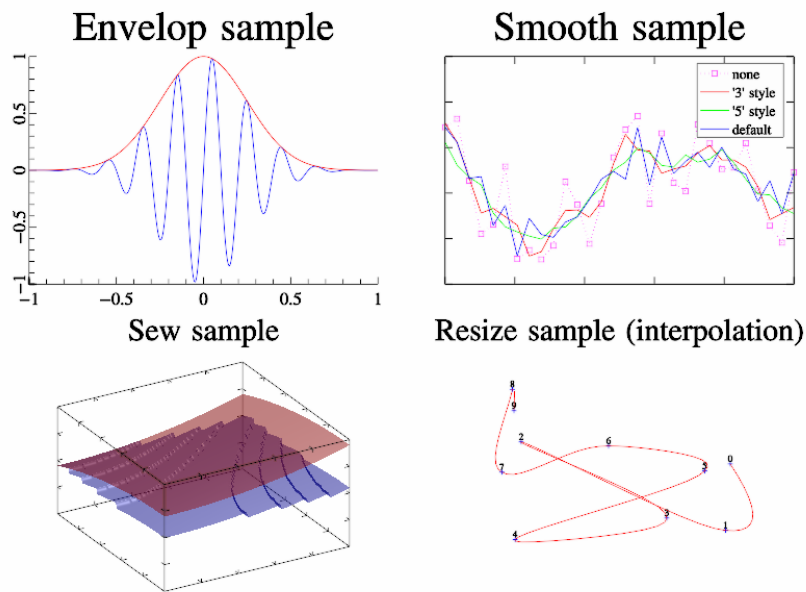 Envelop sample
Smooth sample
1
0.5
0
−0.5
−1
−1
−0.5
0
0.5
1
none
'3' style
'5' style
default
Sew sample
Resize sample (interpolation)
8
9
2
6
0
7
5
3
1
4